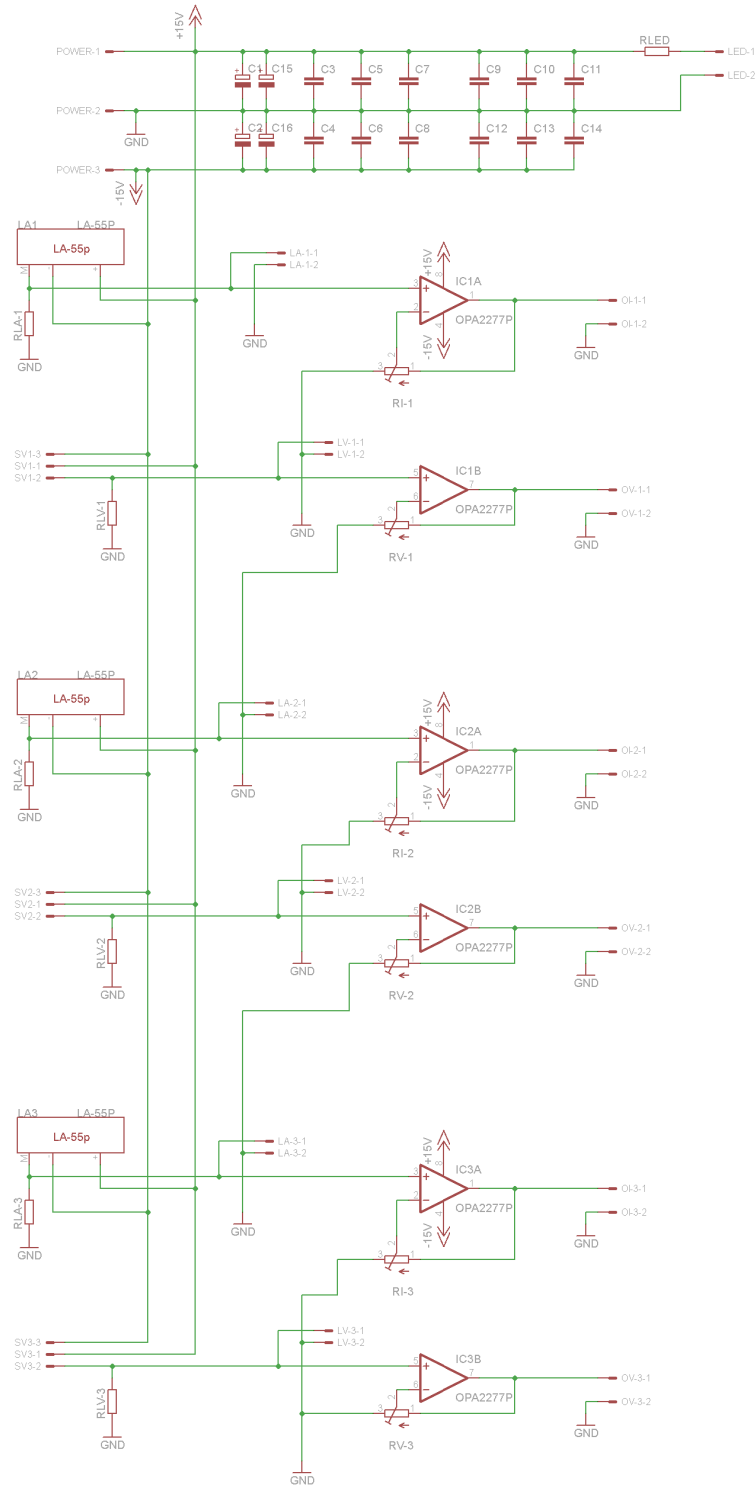 +15V
POWER-1
RLED
LED-1
LED-2
C1
C15
C3
C5
C7
C9
C10
C11
POWER-2
GND
C2
C16
C4
C6
C8
C12
C13
C14
POWER-3
-15V
LA1
LA-55P
LA-55p
M
-
+
RLA-1
GND
LA-1-1
LA-1-2
GND
+15V
8
3
2
1
4
IC1A
OPA2277P
-15V
OI-1-1
OI-1-2
GND
3
2
1
RI-1
SV1-3
SV1-1
SV1-2
LV-1-1
LV-1-2
RLV-1
GND
GND
5
6
7
IC1B
OPA2277P
OV-1-1
OV-1-2
GND
3
2
1
RV-1
LA2
LA-55P
LA-55p
M
-
+
RLA-2
GND
LA-2-1
LA-2-2
GND
+15V
8
3
2
1
4
IC2A
OPA2277P
-15V
OI-2-1
OI-2-2
GND
3
2
1
RI-2
SV2-3
SV2-1
SV2-2
LV-2-1
LV-2-2
RLV-2
GND
GND
5
6
7
IC2B
OPA2277P
OV-2-1
OV-2-2
GND
3
2
1
RV-2
LA3
LA-55P
LA-55p
M
-
+
RLA-3
GND
LA-3-1
LA-3-2
GND
+15V
8
3
2
1
4
IC3A
OPA2277P
-15V
OI-3-1
OI-3-2
GND
3
2
1
RI-3
SV3-3
SV3-1
SV3-2
LV-3-1
LV-3-2
RLV-3
GND
GND
5
6
7
IC3B
OPA2277P
OV-3-1
OV-3-2
GND
3
2
1
RV-3